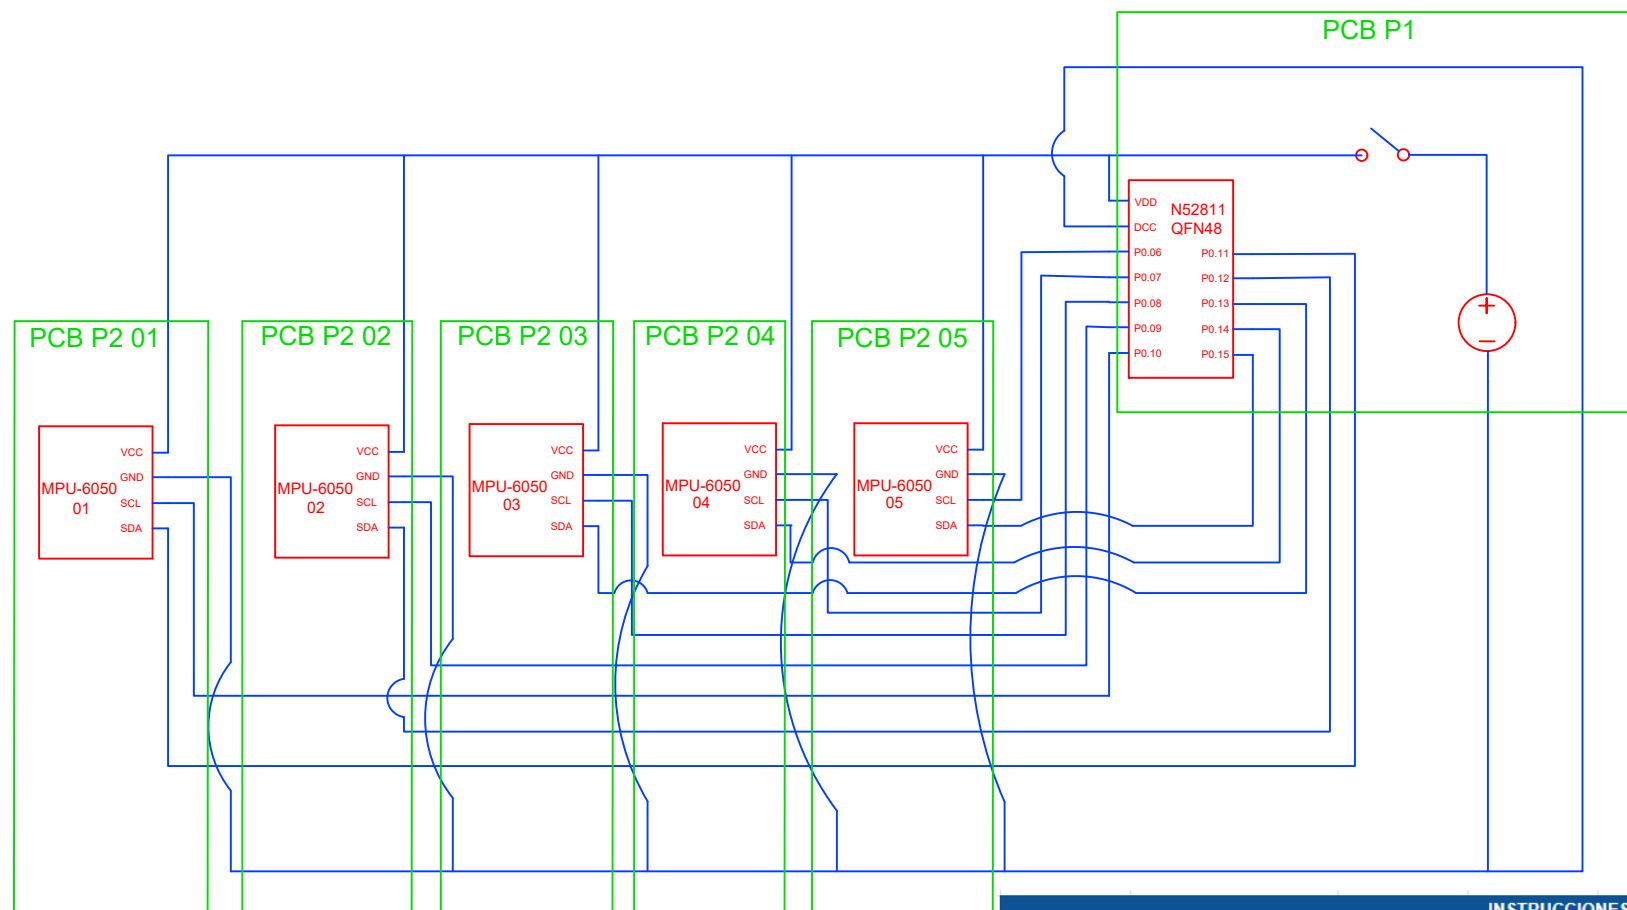 PCB P1
VDD
N52811
QFN48
DCC
P0.06
P0.11
P0.07
P0.12
P0.08
P0.13
P0.09
P0.14
P0.10
P0.15
PCB P2 01
PCB P2 02
PCB P2 03
PCB P2 04
PCB P2 05
VCC
GND
MPU-6050
01
SCL
SDA
VCC
GND
MPU-6050
02
SCL
SDA
VCC
GND
MPU-6050
03
SCL
SDA
VCC
GND
MPU-6050
04
SCL
SDA
VCC
GND
MPU-6050
05
SCL
SDA
INSTRUCCIONES